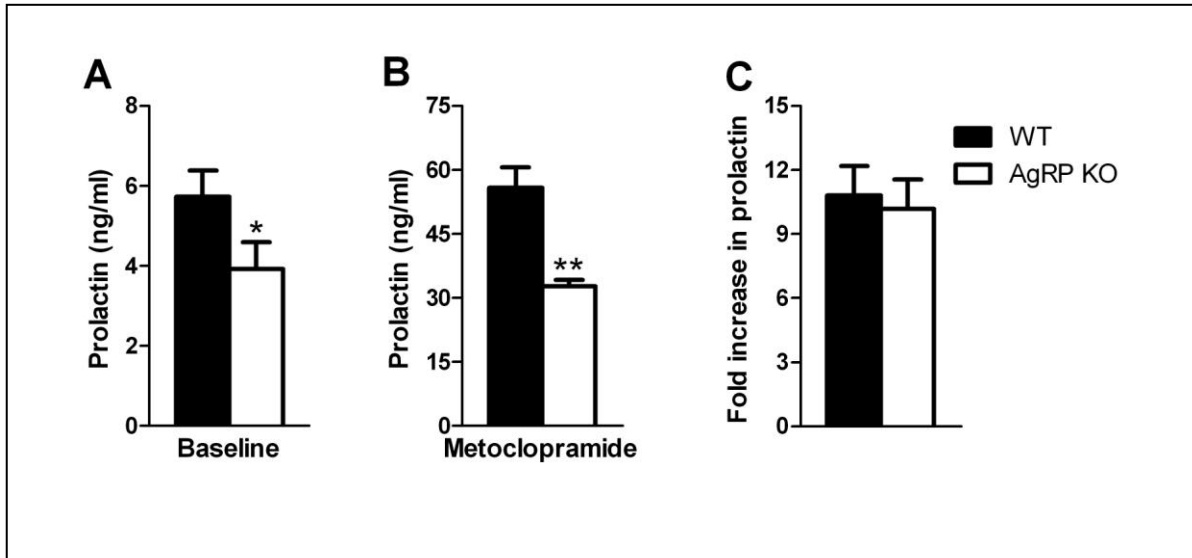 A
Prolactin (ng/ml)
8
6
4
2
0
*
Baseline
B
Prolactin (ng/ml)
75
60
45
30
15
0
**
Metoclopramide
C
Fold increase in prolactin
15
12
9
6
3
0
WT
AgRP KO